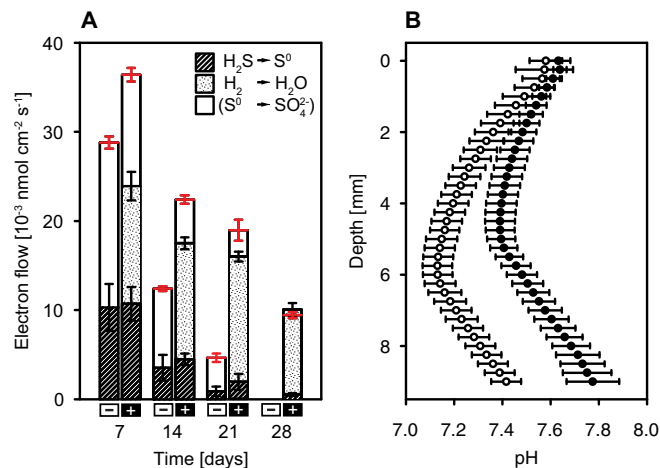 A
B
H₂S → S⁰
H₂ → H₂O
(S⁰ → SO₄²⁻)
Electron flow [10⁻³ nmol cm⁻² s⁻¹]
40
30
20
10
0
− + − + − + − +
7 14 21 28
Time [days]
Depth [mm]
0
2
4
6
8
7.0 7.2 7.4 7.6 7.8 8.0
pH